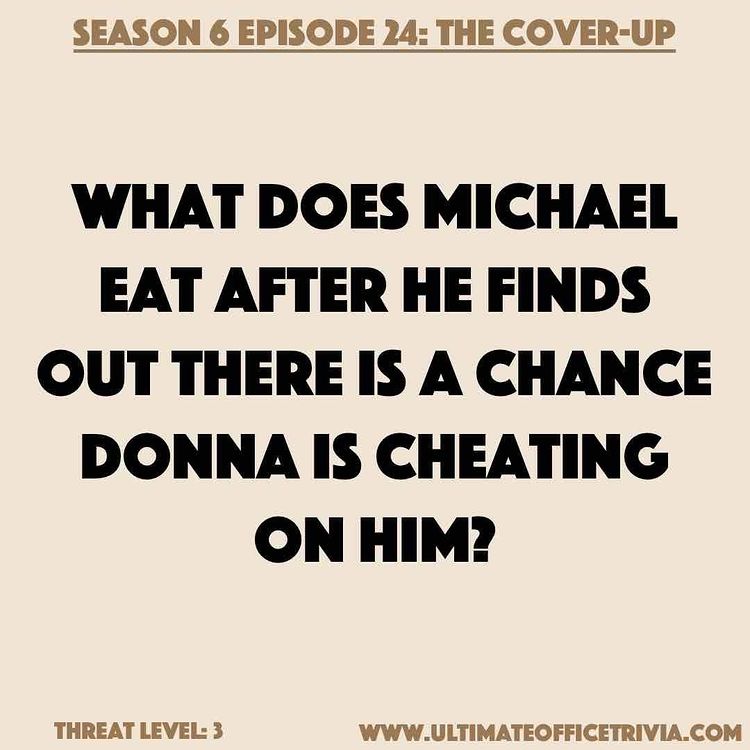 SEASON 6 EPISODE 24: THE COVER-UP
WHAT DOES MICHAEL
EAT AFTER HE FINDS
OUT THERE IS A CHANCE
DONNA IS CHEATING
ON HIM?
THREAT LEVEL: 3
WWW.ULTIMATEOFFICETRIVIA.COM